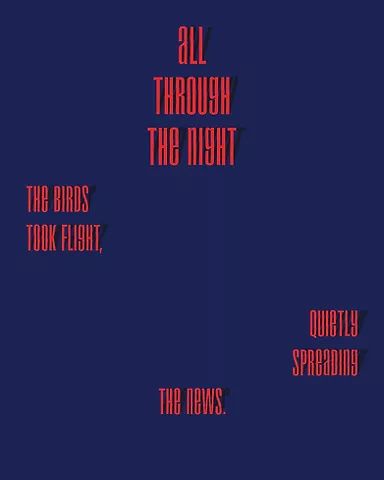 all
THROUGH
THE NIGHT
THE BIRDS
TOOK FLIGHT,
QUIETLY
SPREADING
THE NEWS.